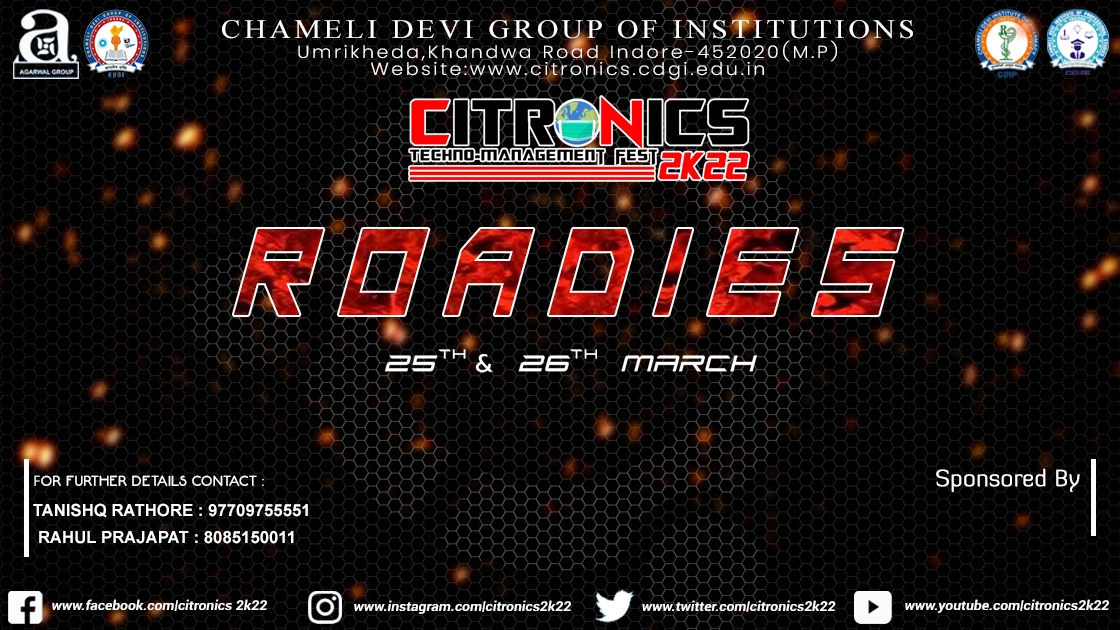 a
AGARWAL GROUP
CHAMELI DEVI GROUP OF INSTITUTIONS
Umrikheda,Khandwa Road Indore-452020(M.P)
Website:www.citronics.cdgi.edu.in
CDIP
CITRONICS
TECHNO-MANAGEMENT FEST 2K22
ROADIES
25TH & 26TH MARCH
FOR FURTHER DETAILS CONTACT :
TANISHQ RATHORE : 97709755551
RAHUL PRAJAPAT : 8085150011
Sponsored By
www.facebook.com/citronics 2k22
www.instagram.com/citronics2k22
www.twitter.com/citronics2k22
www.youtube.com/citronics2k22